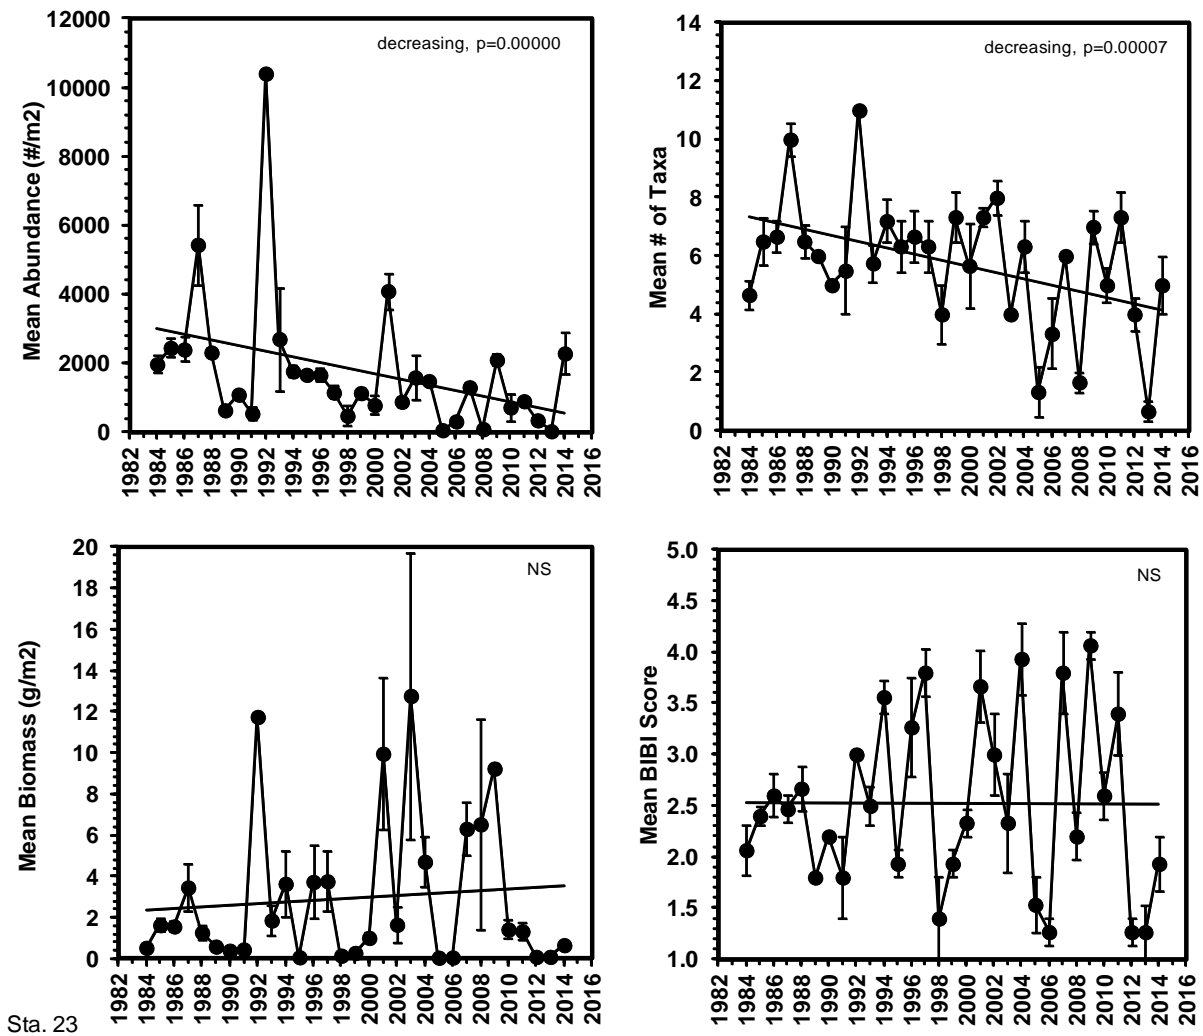 12000
10000
8000
6000
4000
2000
0
Mean Abundance (#/m2)
decreasing, p=0.00000
1982 1984 1986 1988 1990 1992 1994 1996 1998 2000 2002 2004 2006 2008 2010 2012 2014 2016
14
12
10
8
6
4
2
0
Mean # of Taxa
decreasing, p=0.00007
1982 1984 1986 1988 1990 1992 1994 1996 1998 2000 2002 2004 2006 2008 2010 2012 2014 2016
20
18
16
14
12
10
8
6
4
2
0
Mean Biomass (g/m2)
NS
1982 1984 1986 1988 1990 1992 1994 1996 1998 2000 2002 2004 2006 2008 2010 2012 2014 2016
5.0
4.5
4.0
3.5
3.0
2.5
2.0
1.5
1.0
Mean BIBI Score
NS
1982 1984 1986 1988 1990 1992 1994 1996 1998 2000 2002 2004 2006 2008 2010 2012 2014 2016
Sta. 23